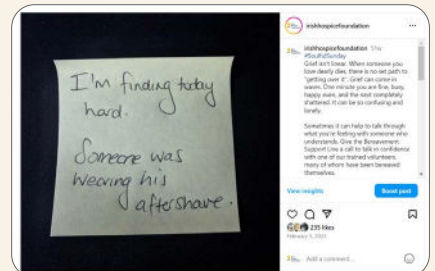 I'm finding today
hard.
Someone was
wearing his
aftershave.
irishhospicefoundation
irishhospicefoundation 51w
#SoulfulSunday
Grief isn't linear. When someone you
love dearly dies, there is no set path to
"getting over it". Grief can come in
waves. One minute you are fine, busy,
happy even, and the next completely
shattered. It can be so confusing and
lonely.
Sometimes it can help to talk through
what you're feeling with someone who
understands. Give the Bereavement
Support Line a call to talk in confidence
with one of our trained volunteers,
many of whom have been bereaved
themselves.
View insights
Boost post
235 likes
February 5, 2023
Add a comment...